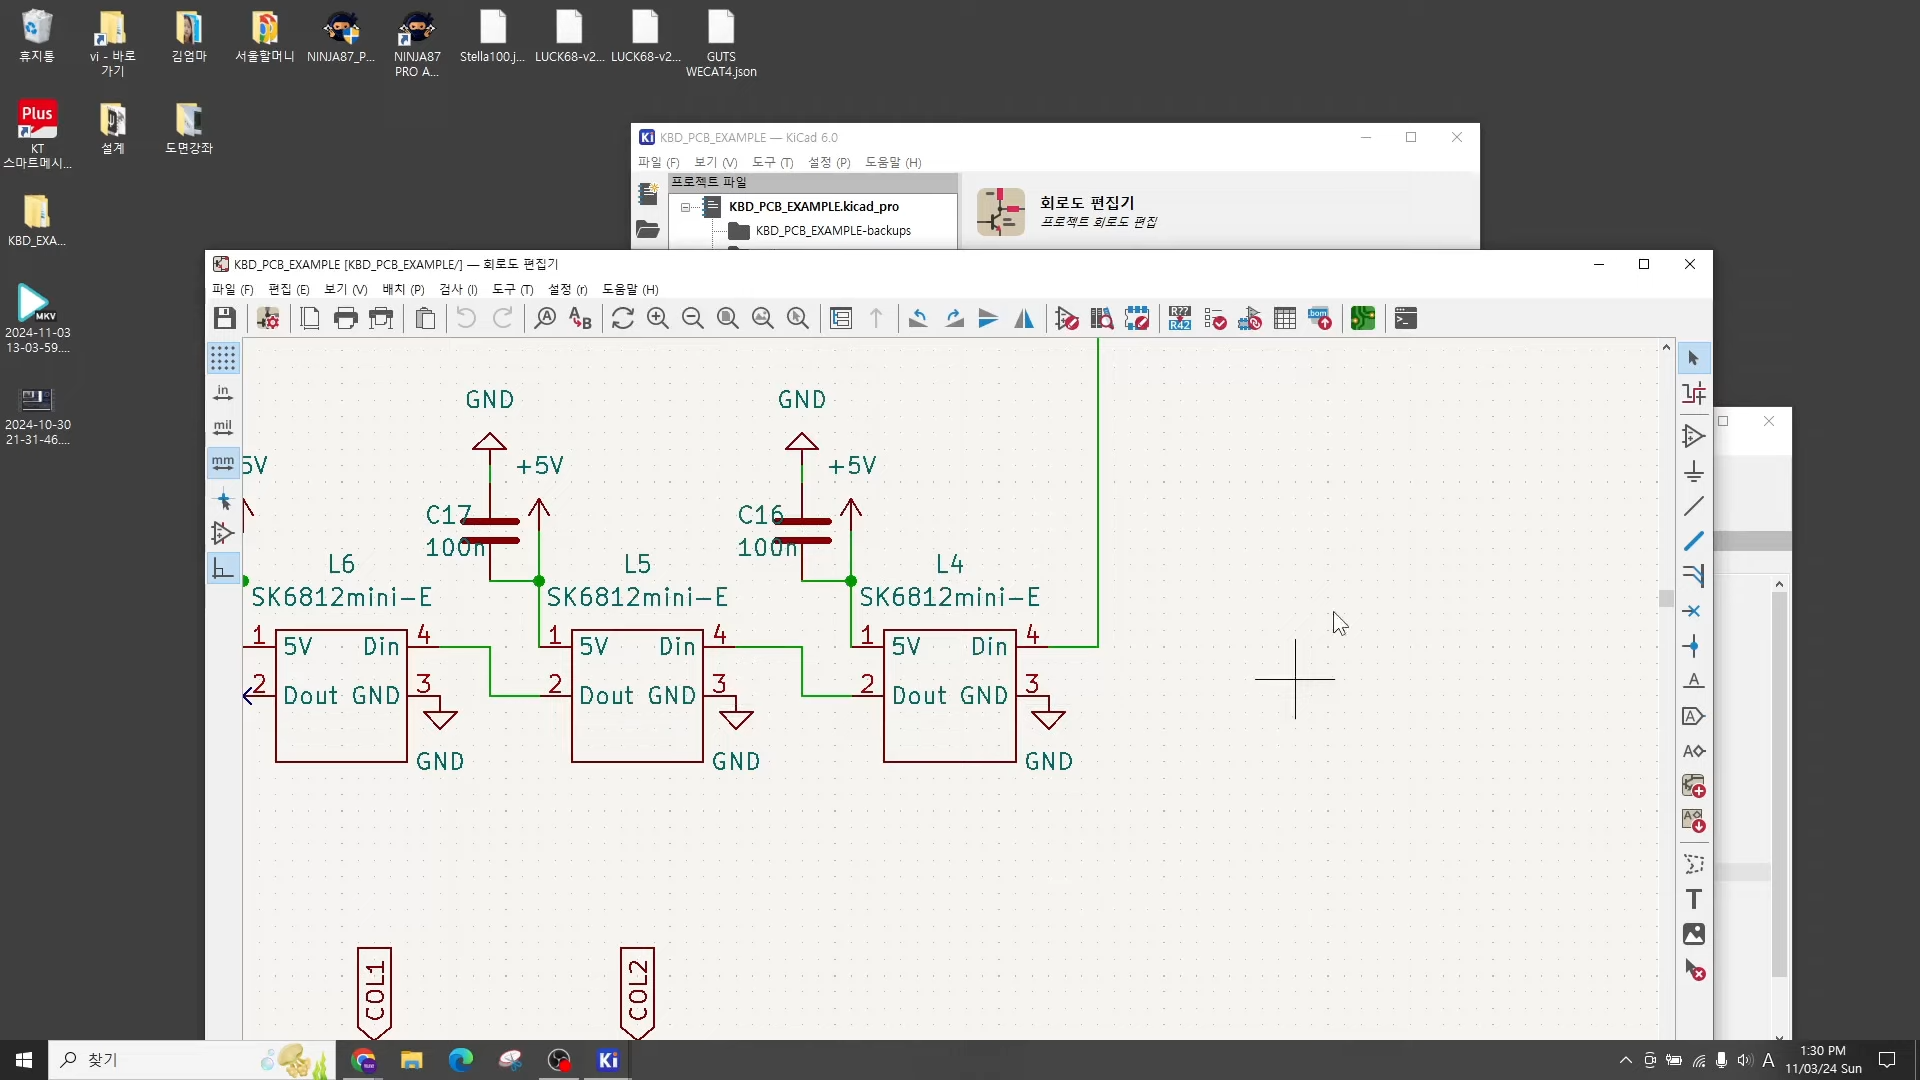 휴지통
vi - 바로
가기
김엄마
서울할머니
NINJA87_P...
NINJA87
PRO A...
Stella100.j...
LUCK68-v2...
LUCK68-v2...
GUTS
WECAT4.json
Plus
KT
스마트메시...
설계
도면강좌
KBD_EXA...
MKV
2024-11-03
13-03-59....
2024-10-30
21-31-46....
Ki KBD_PCB_EXAMPLE — KiCad 6.0
파일 (F) 보기 (V) 도구 (T) 설정 (P) 도움말 (H)
프로젝트 파일
KBD_PCB_EXAMPLE.kicad_pro
KBD_PCB_EXAMPLE-backups
회로도 편집기
프로젝트 회로도 편집
KBD_PCB_EXAMPLE [KBD_PCB_EXAMPLE/] — 회로도 편집기
파일 (F) 편집 (E) 보기 (V) 배치 (P) 검사 (I) 도구 (T) 설정 (r) 도움말 (H)
A A B R?? R42 bom
in
mil
mm
A
A
A
A
T
GND GND
5V +5V +5V
C17 C16
100n 100n
L6 L5 L4
SK6812mini-E SK6812mini-E SK6812mini-E
1 5V Din 4 1 5V Din 4 1 5V Din 4
2 Dout GND 3 2 Dout GND 3 2 Dout GND 3
GND GND GND
COL1 COL2
찾기
Ki
A
1:30 PM
11/03/24 Sun